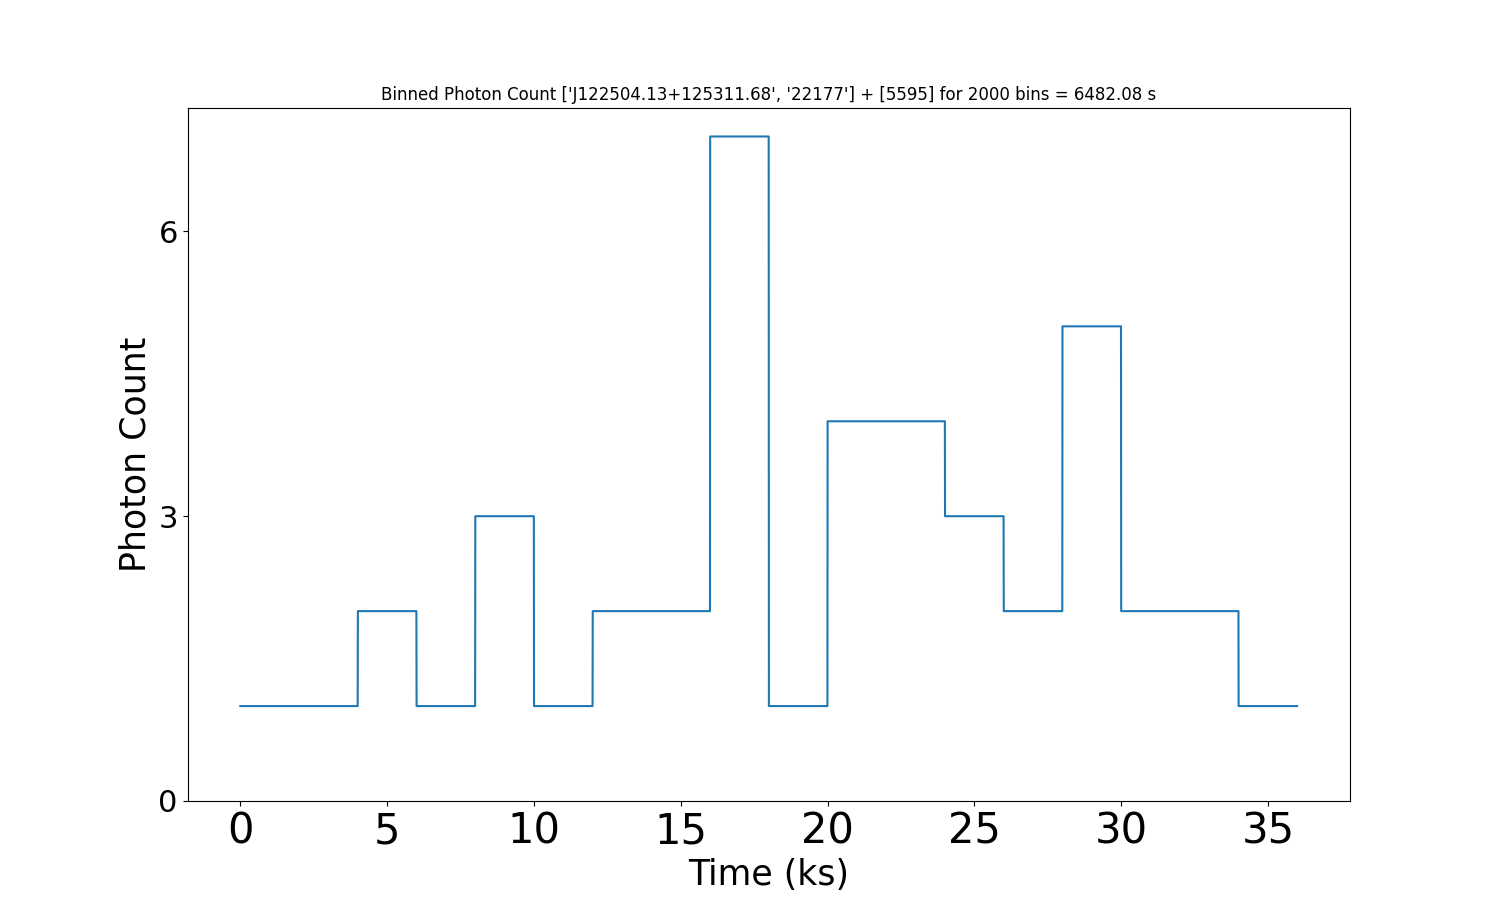 Binned Photon Count ['J122504.13+125311.68', '22177'] + [5595] for 2000 bins = 6482.08 s
6
3
0
Photon Count
0 5 10 15 20 25 30 35
Time (ks)